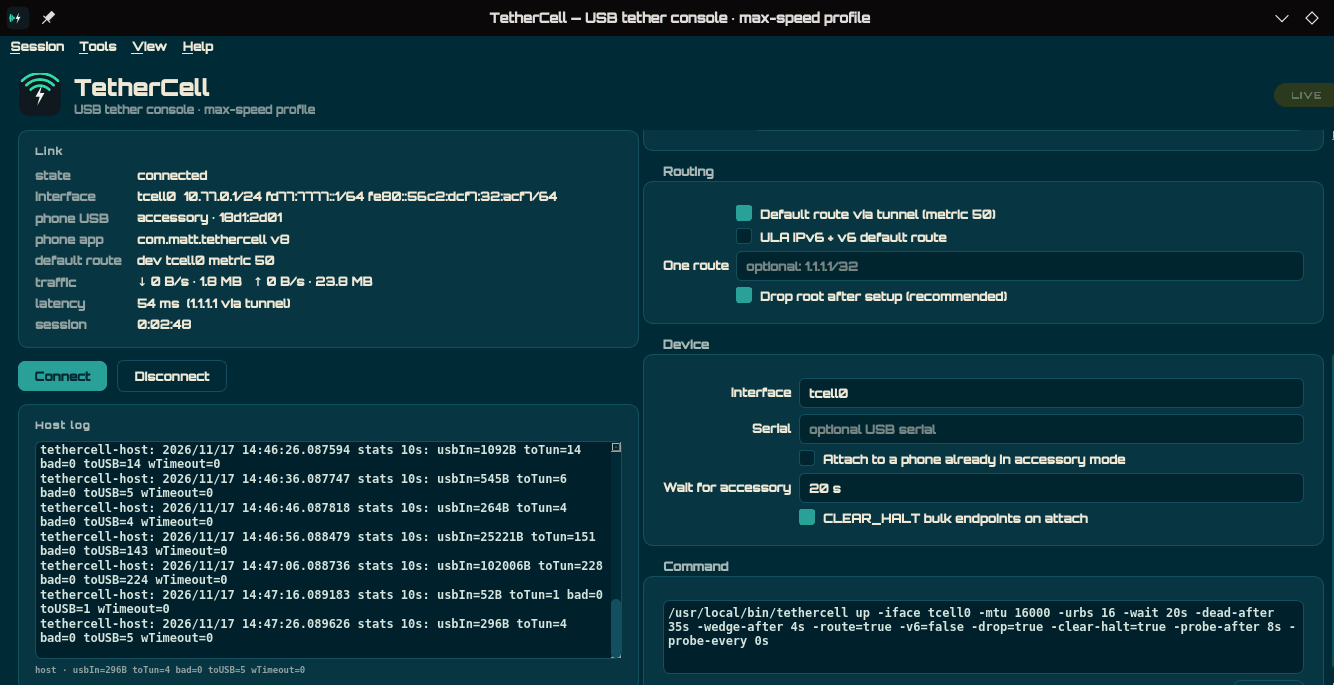 TetherCell — USB tether console · max-speed profile
Session Tools View Help
TetherCell
USB tether console · max-speed profile
LIVE
Link
state connected
interface tcell0 10.77.0.1/24 fd77:7777::1/64 fe80::56c2:dcf7:32:acf7/64
phone USB accessory · 18d1:2d01
phone app com.matt.tethercell v8
default route dev tcell0 metric 50
traffic ↓ 0 B/s · 1.8 MB ↑ 0 B/s · 23.8 MB
latency 54 ms (1.1.1.1 via tunnel)
session 0:02:48
Connect Disconnect
Host log
tethercell-host: 2026/11/17 14:46:26.087594 stats 10s: usbIn=1092B toTun=14
bad=0 toUSB=14 wTimeout=0
tethercell-host: 2026/11/17 14:46:36.087747 stats 10s: usbIn=545B toTun=6
bad=0 toUSB=5 wTimeout=0
tethercell-host: 2026/11/17 14:46:46.087818 stats 10s: usbIn=264B toTun=4
bad=0 toUSB=4 wTimeout=0
tethercell-host: 2026/11/17 14:46:56.088479 stats 10s: usbIn=25221B toTun=151
bad=0 toUSB=143 wTimeout=0
tethercell-host: 2026/11/17 14:47:06.088736 stats 10s: usbIn=102006B toTun=228
bad=0 toUSB=224 wTimeout=0
tethercell-host: 2026/11/17 14:47:16.089183 stats 10s: usbIn=52B toTun=1 bad=0
toUSB=1 wTimeout=0
tethercell-host: 2026/11/17 14:47:26.089626 stats 10s: usbIn=296B toTun=4
bad=0 toUSB=5 wTimeout=0
host · usbIn=296B toTun=4 bad=0 toUSB=5 wTimeout=0
Routing
Default route via tunnel (metric 50)
ULA IPv6 + v6 default route
One route optional: 1.1.1.1/32
Drop root after setup (recommended)
Device
Interface tcell0
Serial optional USB serial
Attach to a phone already in accessory mode
Wait for accessory 20 s
CLEAR_HALT bulk endpoints on attach
Command
/usr/local/bin/tethercell up -iface tcell0 -mtu 16000 -urbs 16 -wait 20s -dead-after
35s -wedge-after 4s -route=true -v6=false -drop=true -clear-halt=true -probe-after 8s -
probe-every 0s